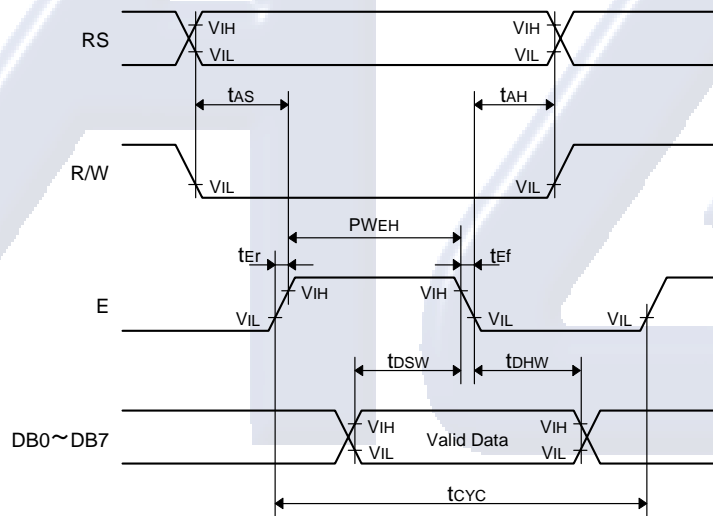 RS
VIH
VIH
VIL
VIL
tAS
tAH
R/W
VIL
VIL
PWEH
tEr
tEf
E
VIH
VIH
VIL
VIL
VIL
tDSW
tDHW
DB0~DB7
VIH
Valid Data
VIH
VIL
VIL
tCYC